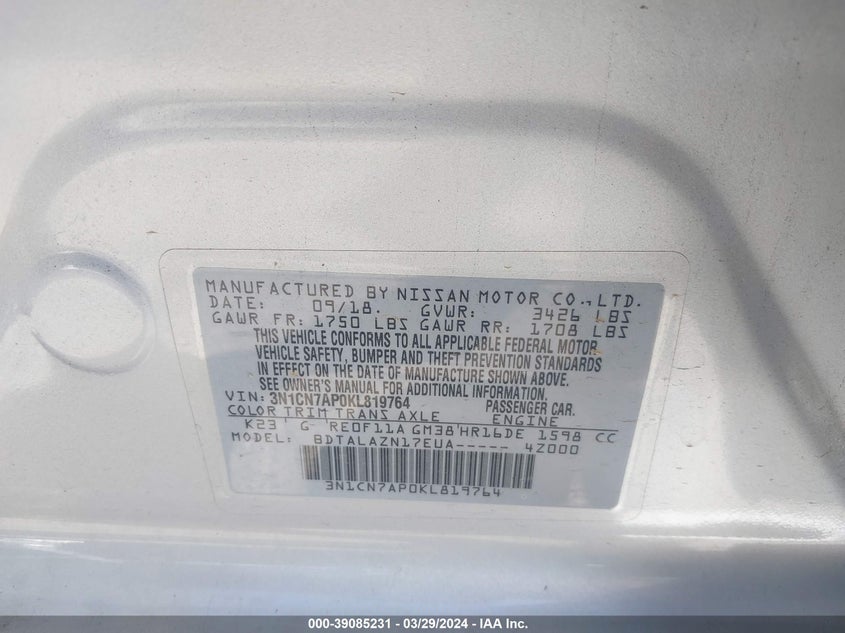 MANUFACTURED BY NISSAN MOTOR CO., LTD.
DATE: 09/18. GVWR: 3426 LBS
GAWR FR: 1750 LBS GAWR RR: 1708 LBS
THIS VEHICLE CONFORMS TO ALL APPLICABLE FEDERAL MOTOR
VEHICLE SAFETY, BUMPER AND THEFT PREVENTION STANDARDS
IN EFFECT ON THE DATE OF MANUFACTURE SHOWN ABOVE.
SEE OWNER'S MANUAL FOR ADDITIONAL INFORMATION.
VIN: 3N1CN7AP0KL819764 PASSENGER CAR.
COLOR TRIM TRANS AXLE ENGINE
K23 G RE0F11A GM38 HR16DE 1598 CC
MODEL: BDTALAZN17EUA----- 4Z000
3N1CN7AP0KL819764
000-39085231 - 03/29/2024 - IAA Inc.